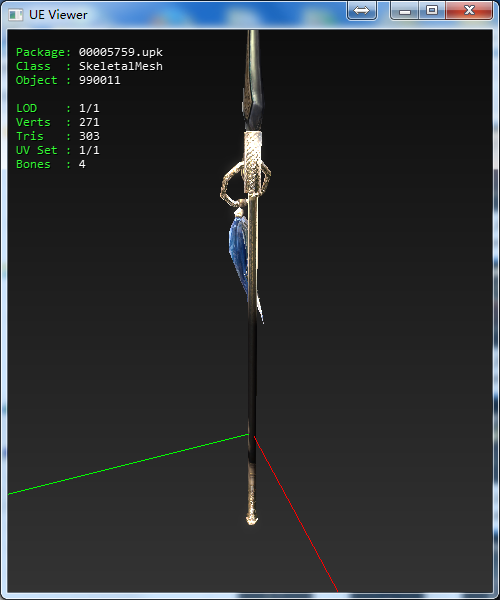 UE Viewer
Package: 00005759.upk
Class : SkeletalMesh
Object : 990011
LOD : 1/1
Verts : 271
Tris : 303
UV Set : 1/1
Bones : 4